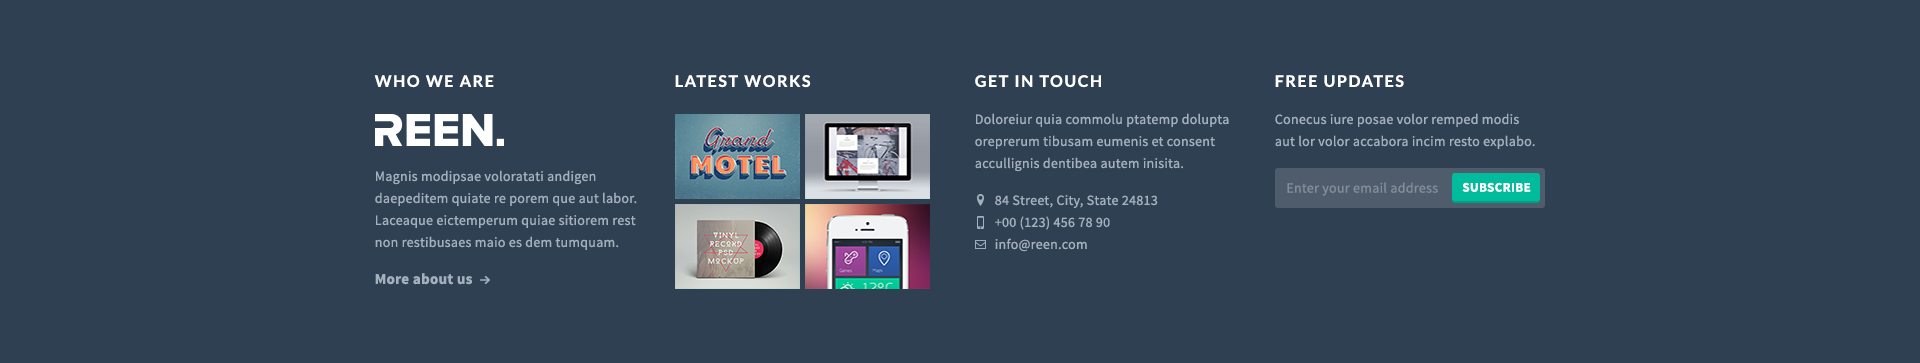 WHO WE ARE
REEN.
Magnis modipsae voloratati andigen
daepeditem quiate re porem que aut labor.
Laceaque eictemperum quiae sitiorem rest
non restibusaes maio es dem tumquam.
More about us →
LATEST WORKS
Grand
MOTEL
VINYL
RECORD
PSD
MOCKUP
Games
Maps
12°C
GET IN TOUCH
Doloreiur quia commolu ptatemp dolupta
oreprerum tibusam eumenis et consent
accullignis dentibea autem inisita.
84 Street, City, State 24813
+00 (123) 456 78 90
info@reen.com
FREE UPDATES
Conecus iure posae volor remped modis
aut lor volor accabora incim resto explabo.
Enter your email address
SUBSCRIBE